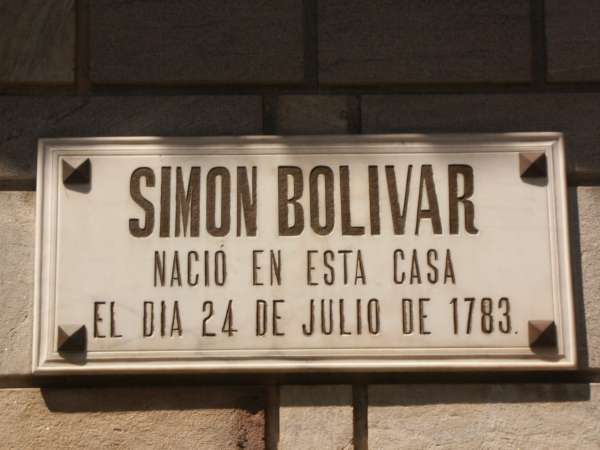 SIMON BOLIVAR
NACIÓ EN ESTA CASA
EL DIA 24 DE JULIO DE 1783.